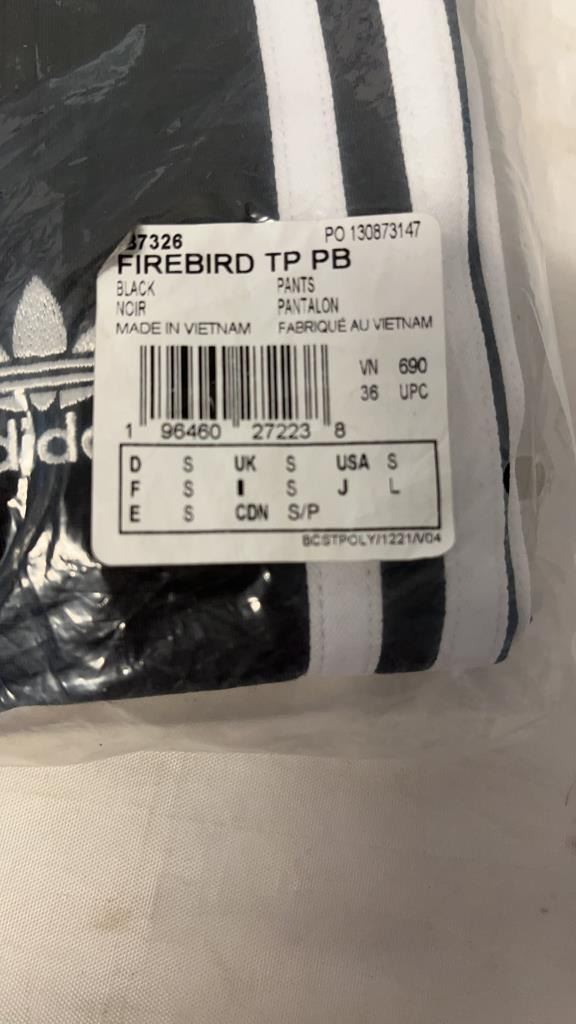 37326 PO 130873147
FIREBIRD TP PB
BLACK PANTS
NOIR PANTALON
MADE IN VIETNAM FABRIQUÉ AU VIETNAM
VN 690
36 UPC
1 96460 27223 8
D S UK S USA S
F S I S J L
E S CDN S/P
BCSTPOLY/1221/V04
dida